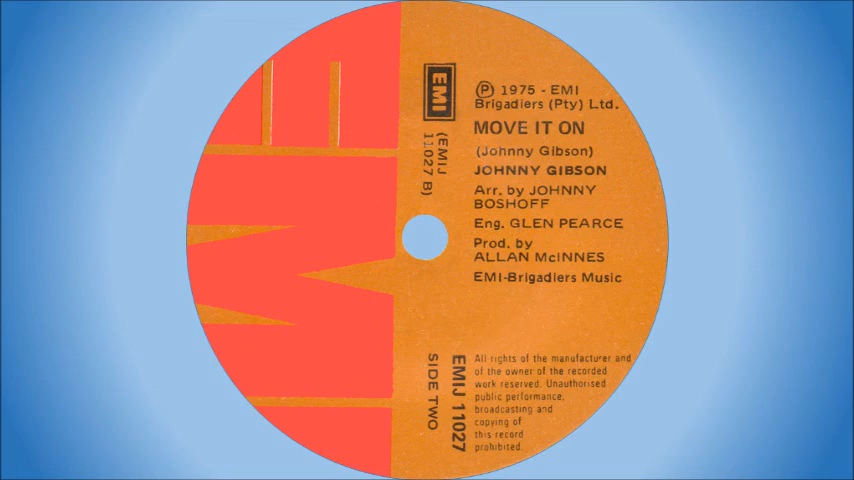 EMI
(EMIJ
11027 B)
Ⓟ 1975 - EMI
Brigadiers (Pty) Ltd.
MOVE IT ON
(Johnny Gibson)
JOHNNY GIBSON
Arr. by JOHNNY
BOSHOFF
Eng. GLEN PEARCE
Prod. by
ALLAN McINNES
EMI-Brigadiers Music
SIDE TWO
EMIJ 11027
All rights of the manufacturer and
of the owner of the recorded
work reserved. Unauthorised
public performance,
broadcasting and
copying of
this record
prohibited.
EMI